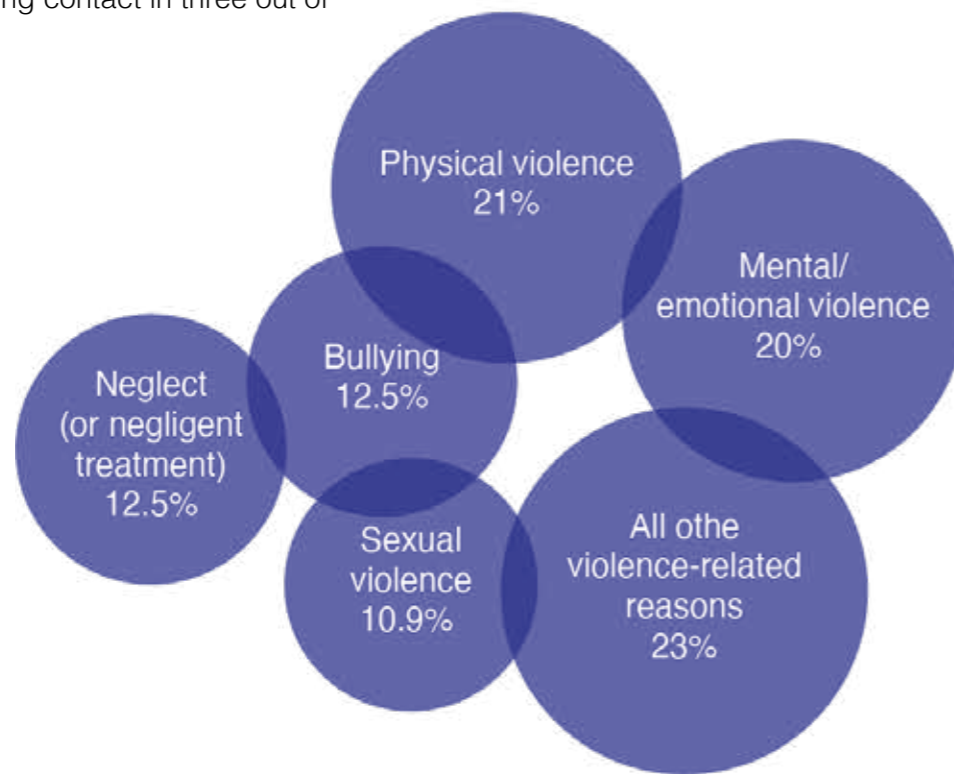 ng contact in three out of
Physical violence
21%
Mental/
emotional violence
20%
Bullying
12.5%
Neglect
(or negligent
treatment)
12.5%
Sexual
violence
10.9%
All othe
violence-related
reasons
23%